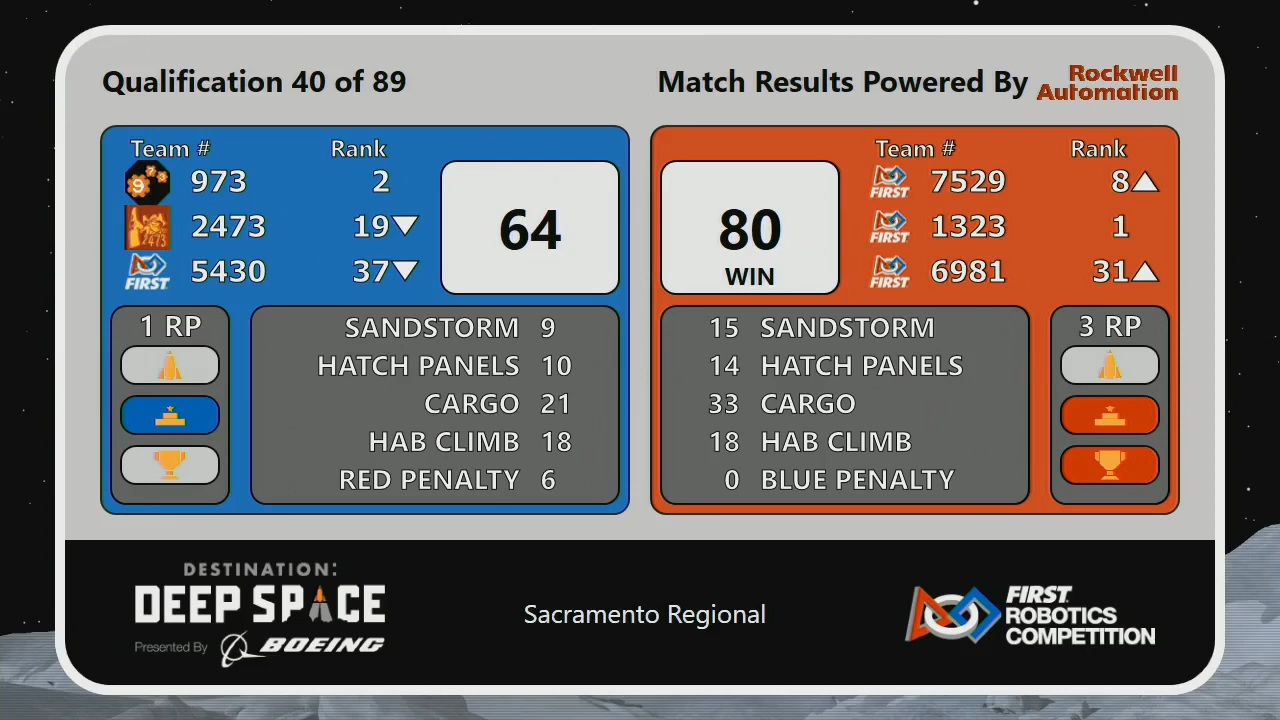 Qualification 40 of 89
Match Results Powered By Rockwell Automation
Team # Rank
973 2
2473 19
5430 37
64
1 RP
SANDSTORM 9
HATCH PANELS 10
CARGO 21
HAB CLIMB 18
RED PENALTY 6
80
WIN
Team # Rank
FIRST 7529 8
FIRST 1323 1
FIRST 6981 31
15 SANDSTORM
14 HATCH PANELS
33 CARGO
18 HAB CLIMB
0 BLUE PENALTY
3 RP
DESTINATION:
DEEP SPACE
Presented By BOEING
Sacramento Regional
FIRST
ROBOTICS
COMPETITION